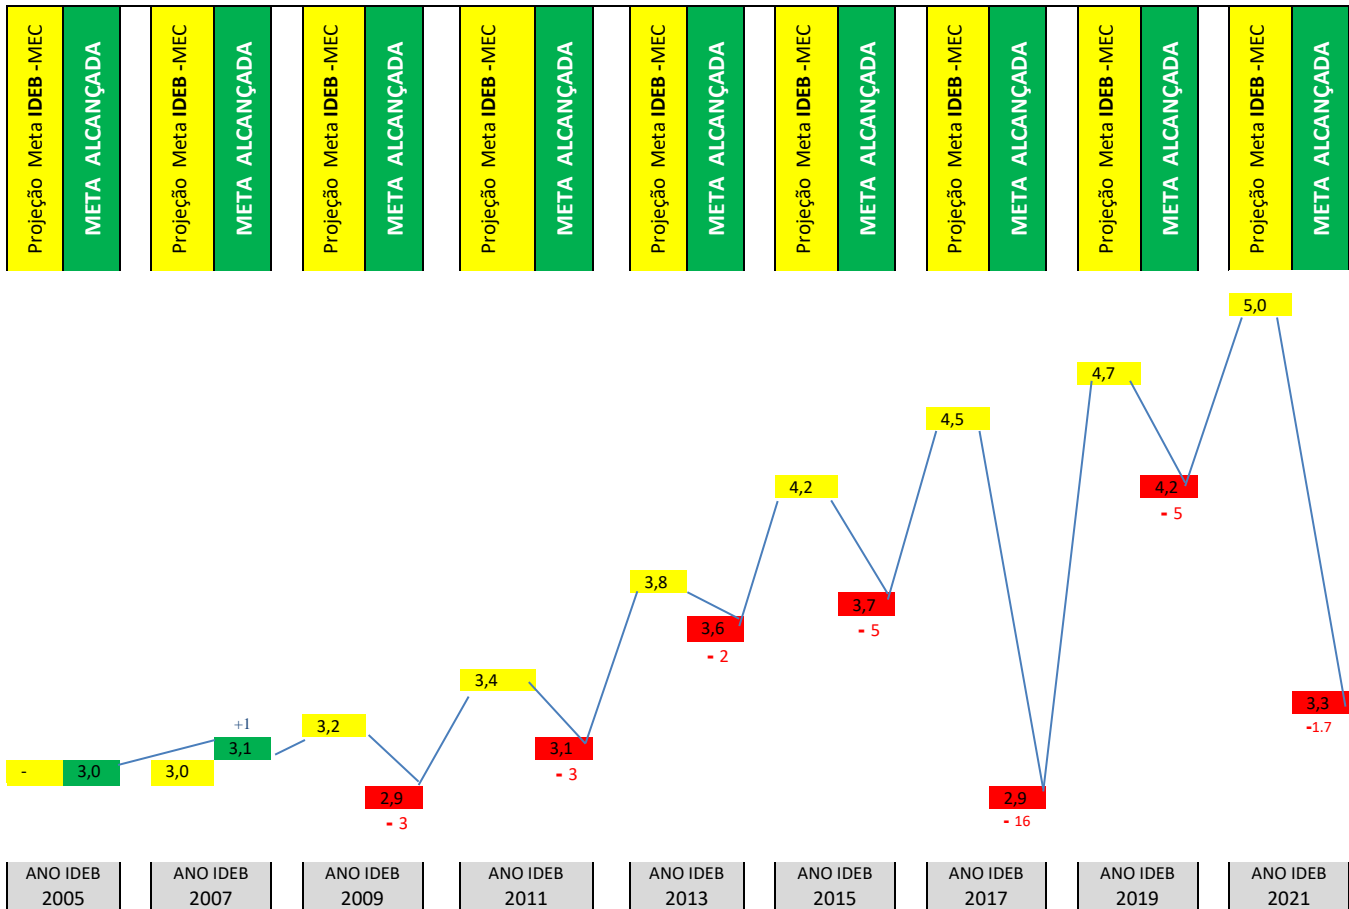 Projeção Meta IDEB -MEC
META ALCANÇADA
Projeção Meta IDEB -MEC
META ALCANÇADA
Projeção Meta IDEB -MEC
META ALCANÇADA
Projeção Meta IDEB -MEC
META ALCANÇADA
Projeção Meta IDEB -MEC
META ALCANÇADA
Projeção Meta IDEB -MEC
META ALCANÇADA
Projeção Meta IDEB -MEC
META ALCANÇADA
Projeção Meta IDEB -MEC
META ALCANÇADA
Projeção Meta IDEB -MEC
META ALCANÇADA
5,0
4,7
4,5
4,2
4,2
- 5
3,8
3,7
- 5
3,6
- 2
3,4
3,3
-1.7
3,2
+1
3,1
3,1
- 3
-
3,0
3,0
2,9
- 3
2,9
- 16
ANO IDEB
2005
ANO IDEB
2007
ANO IDEB
2009
ANO IDEB
2011
ANO IDEB
2013
ANO IDEB
2015
ANO IDEB
2017
ANO IDEB
2019
ANO IDEB
2021